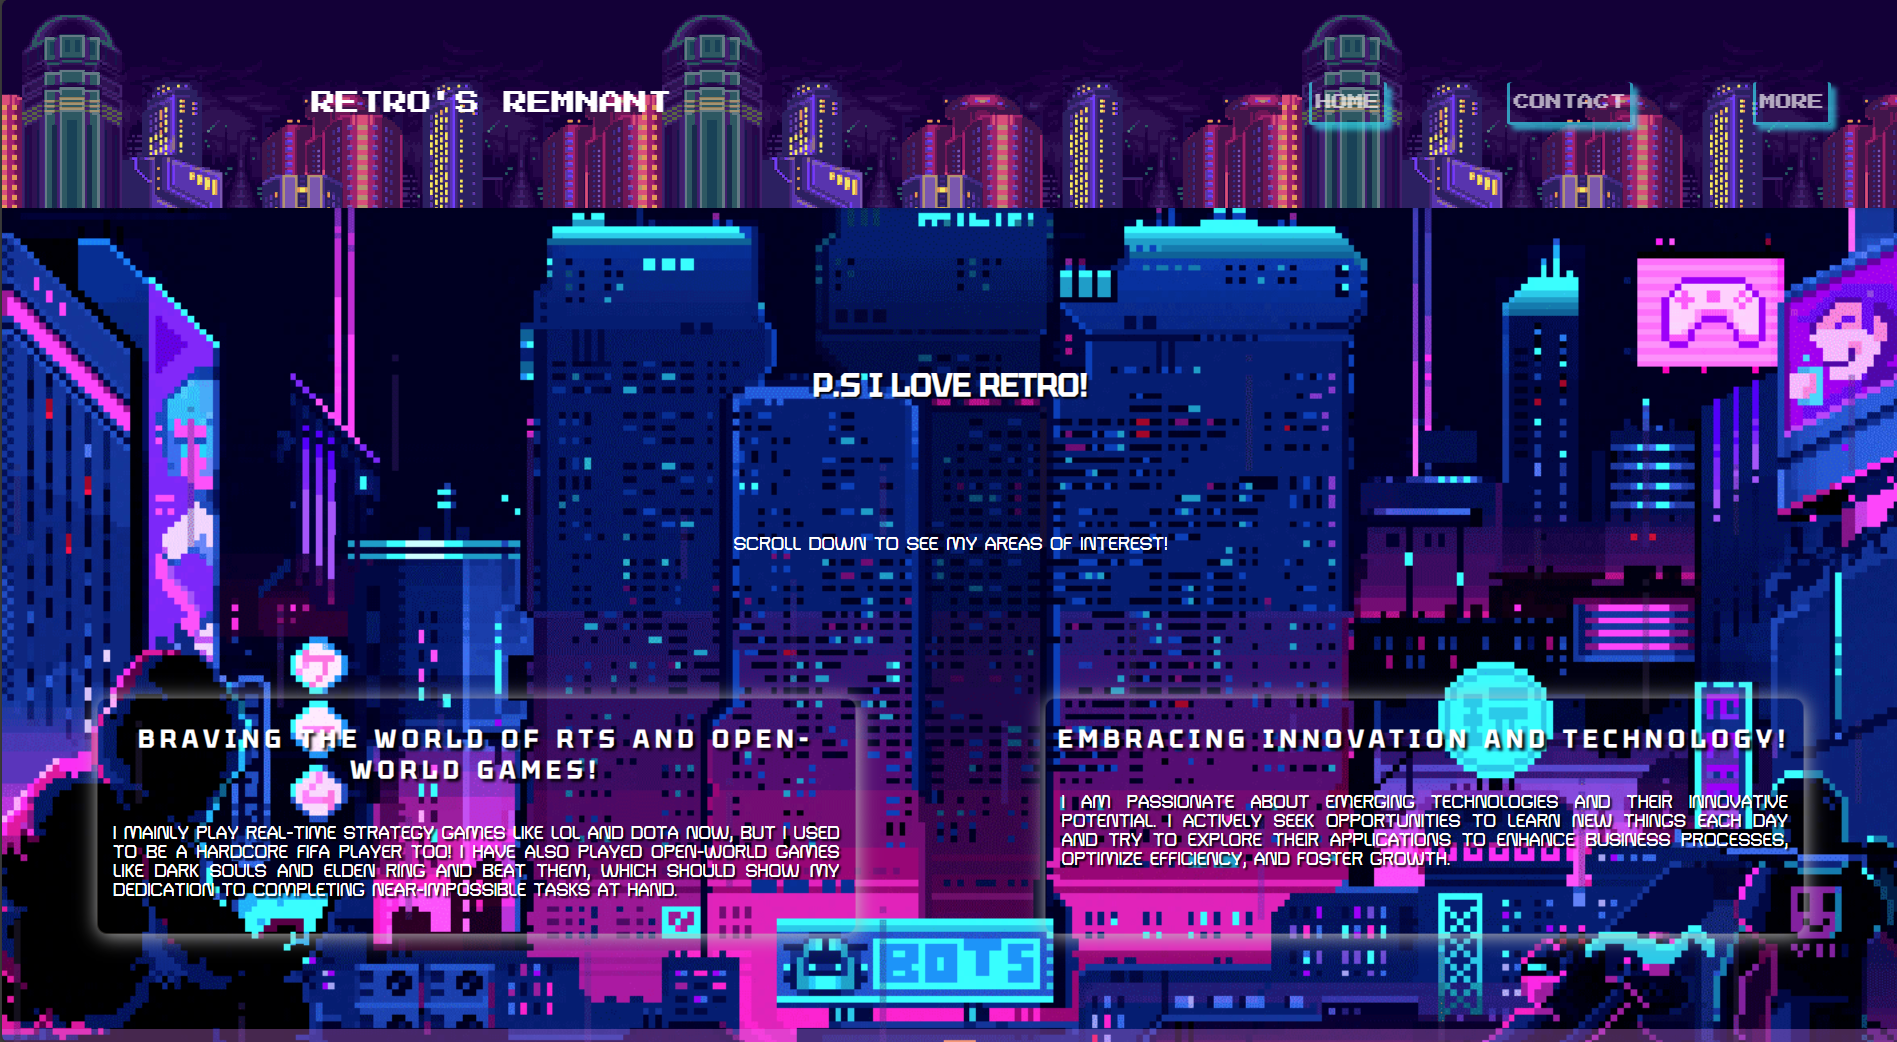 RETRO'S REMNANT
HOME
CONTACT
MORE
P.S I LOVE RETRO!
SCROLL DOWN TO SEE MY AREAS OF INTEREST!
BRAVING THE WORLD OF RTS AND OPEN-
WORLD GAMES!
I MAINLY PLAY REAL-TIME STRATEGY GAMES LIKE LOL AND DOTA NOW, BUT I USED
TO BE A HARDCORE FIFA PLAYER TOO! I HAVE ALSO PLAYED OPEN-WORLD GAMES
LIKE DARK SOULS AND ELDEN RING AND BEAT THEM, WHICH SHOULD SHOW MY
DEDICATION TO COMPLETING NEAR-IMPOSSIBLE TASKS AT HAND.
EMBRACING INNOVATION AND TECHNOLOGY!
I AM PASSIONATE ABOUT EMERGING TECHNOLOGIES AND THEIR INNOVATIVE
POTENTIAL. I ACTIVELY SEEK OPPORTUNITIES TO LEARN NEW THINGS EACH DAY
AND TRY TO EXPLORE THEIR APPLICATIONS TO ENHANCE BUSINESS PROCESSES,
OPTIMIZE EFFICIENCY, AND FOSTER GROWTH.
BOTS